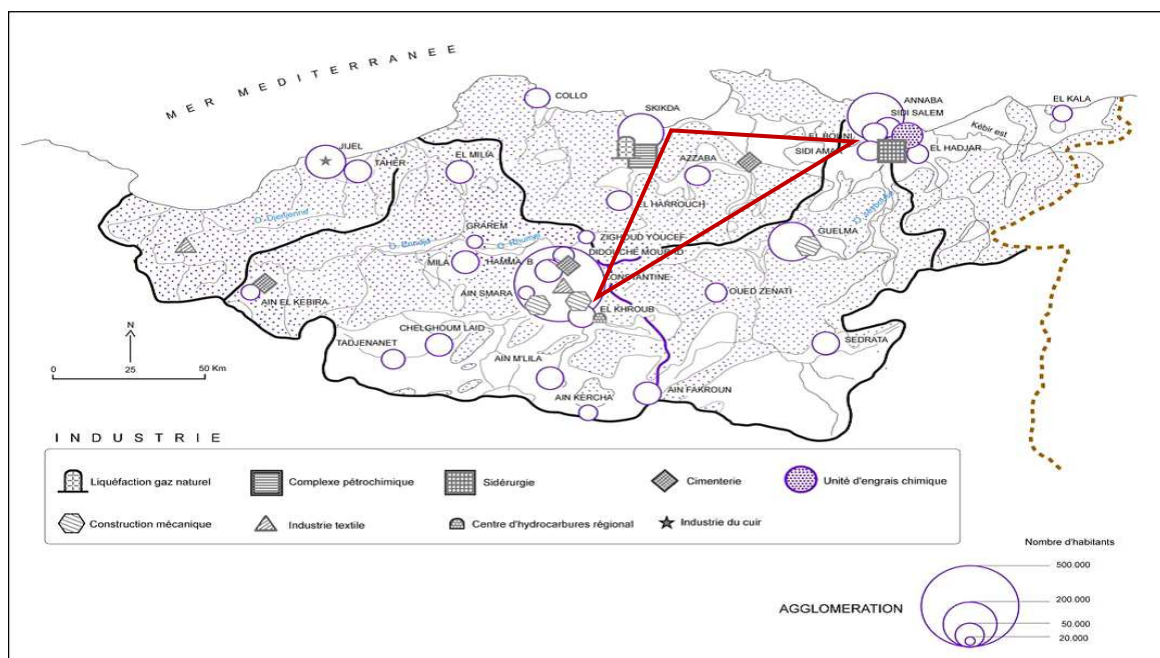 MER MEDITERRANEE
COLLO
SKIKDA
ANNABA
SIDI SALEM
EL KALA
Kébir est
EL BOUNI
SIDI AMAR
EL HADJAR
JIJEL
TAHER
EL MILIA
AZZABA
EL HARROUCH
O. Djendjenne
GRAREM
ZIGHOUD YOUCEF
GUELMA
DIDOUCHE MOURAD
MILA
HAMMA B
CONSTANTINE
AIN SMARA
OUED ZENATI
AIN EL KEBIRA
EL KHROUB
CHELGHOUM LAID
TADJENANET
SEDRATA
AIN M'LILA
AIN FAKROUN
AIN KERCHA
N
0 25 50 Km
INDUSTRIE
Liquéfaction gaz naturel
Complexe pétrochimique
Sidérurgie
Cimenterie
Unité d'engrais chimique
Construction mécanique
Industrie textile
Centre d'hydrocarbures régional
Industrie du cuir
Nombre d'habitants
500.000
200.000
50.000
20.000
AGGLOMERATION